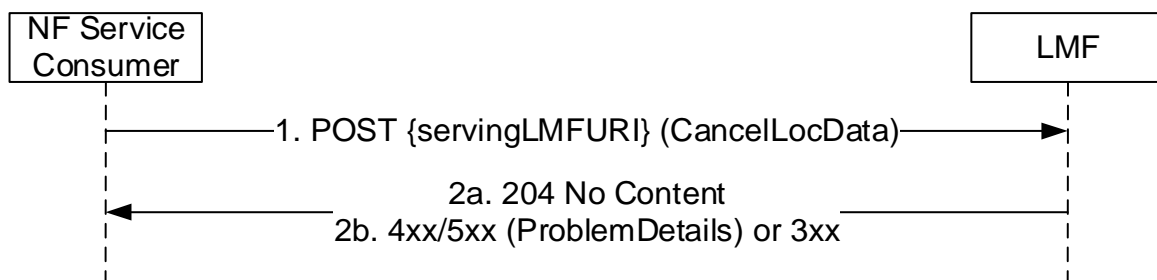 NF Service
Consumer
LMF
1. POST {servingLMFURI} (CancelLocData)
2a. 204 No Content
2b. 4xx/5xx (ProblemDetails) or 3xx